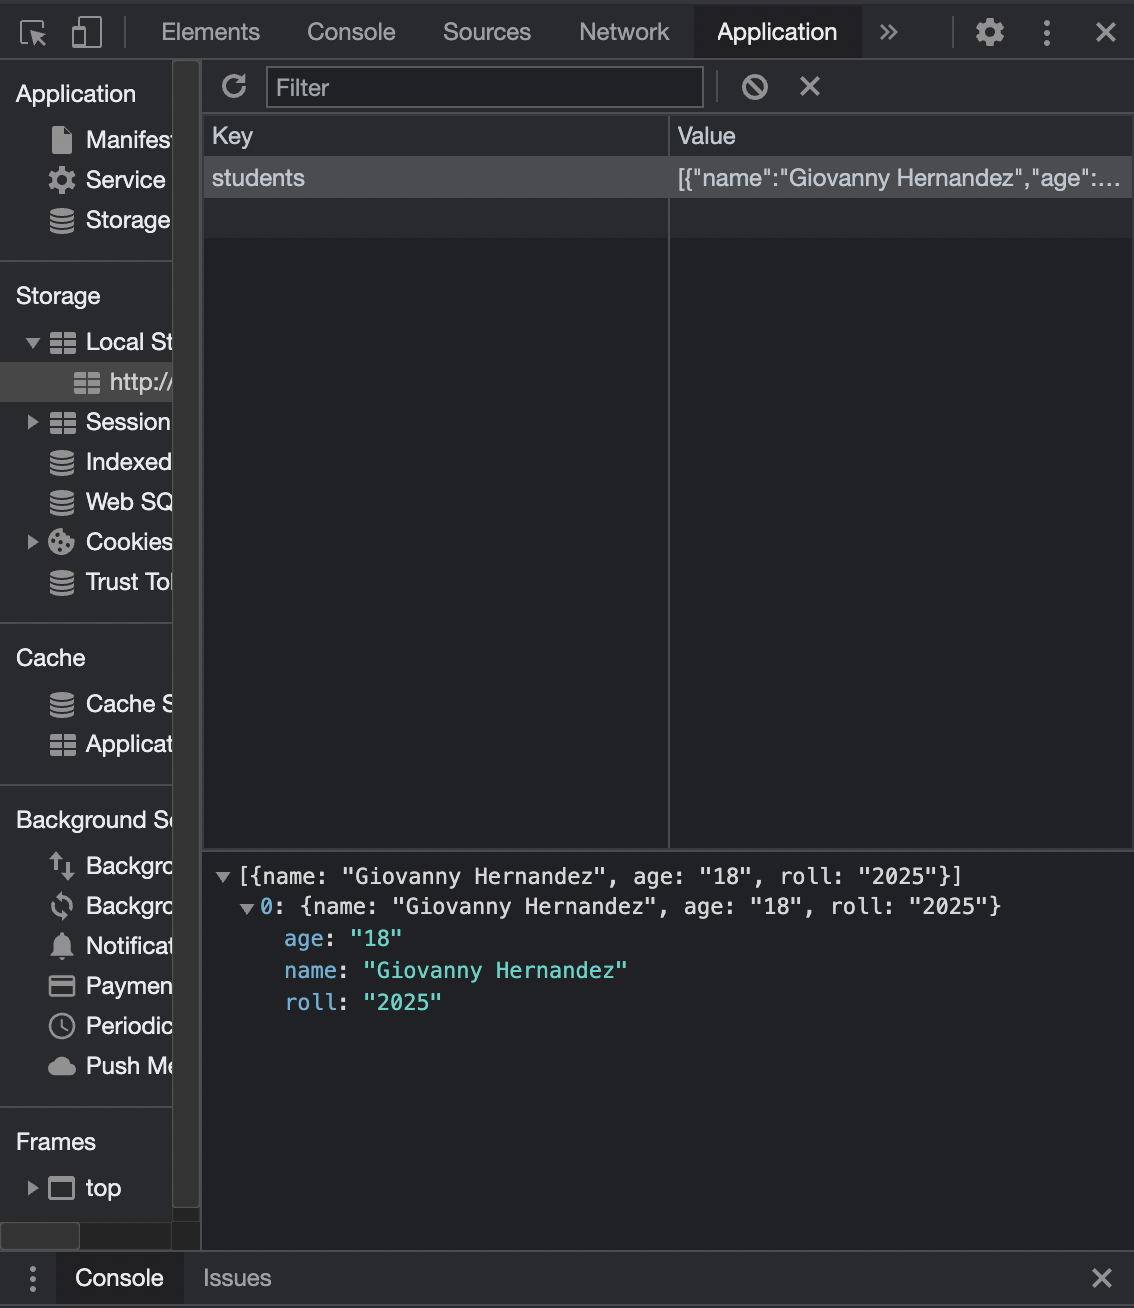 Elements Console Sources Network Application
Application
Manifest
Service
Storage
Storage
Local St
http://
Session
Indexed
Web SQ
Cookies
Trust Tol
Cache
Cache S
Applicat
Background Se
Backgro
Backgro
Notificat
Paymen
Periodic
Push Me
Frames
top
Filter
Key Value
students [{"name":"Giovanny Hernandez","age":...
[{name: "Giovanny Hernandez", age: "18", roll: "2025"}]
0: {name: "Giovanny Hernandez", age: "18", roll: "2025"}
age: "18"
name: "Giovanny Hernandez"
roll: "2025"
Console Issues